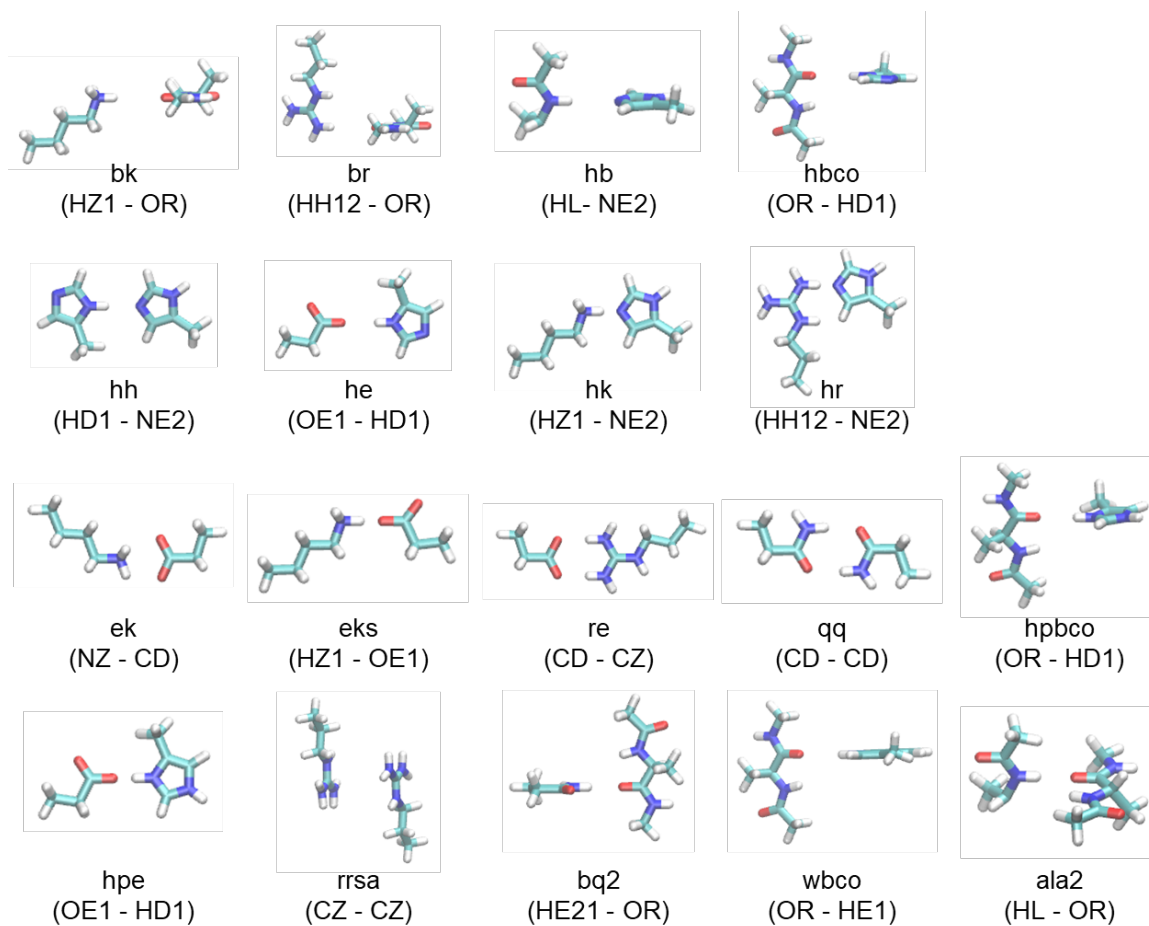 bk
(HZ1 - OR)
br
(HH12 - OR)
hb
(HL- NE2)
hbco
(OR - HD1)
hh
(HD1 - NE2)
he
(OE1 - HD1)
hk
(HZ1 - NE2)
hr
(HH12 - NE2)
ek
(NZ - CD)
eks
(HZ1 - OE1)
re
(CD - CZ)
qq
(CD - CD)
hpbco
(OR - HD1)
hpe
(OE1 - HD1)
rrsa
(CZ - CZ)
bq2
(HE21 - OR)
wbco
(OR - HE1)
ala2
(HL - OR)